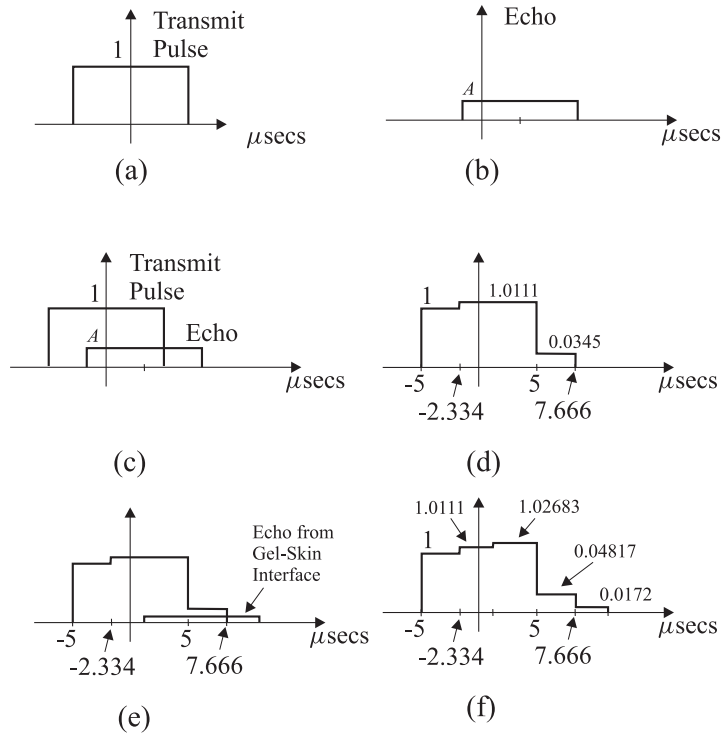 Transmit
1 Pulse
μsecs
(a)
Echo
A
μsecs
(b)
Transmit
1 Pulse
A Echo
μsecs
(c)
1 1.0111
0.0345
-5 5 μsecs
-2.334 7.666
(d)
Echo from
Gel-Skin
Interface
-5 5 μsecs
-2.334 7.666
(e)
1.0111 1.02683
1 0.04817
0.0172
-5 5 μsecs
-2.334 7.666
(f)